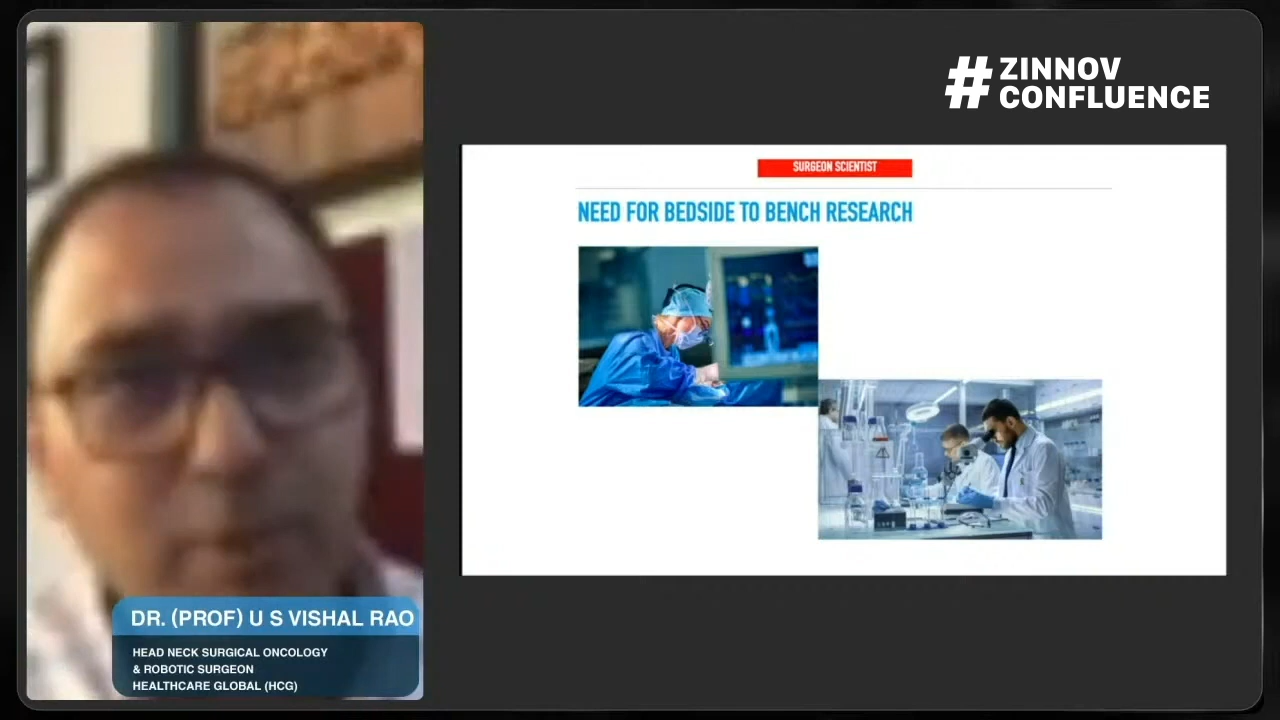 # ZINNOV
CONFLUENCE
SURGEON SCIENTIST
NEED FOR BEDSIDE TO BENCH RESEARCH
DR. (PROF) U S VISHAL RAO
HEAD NECK SURGICAL ONCOLOGY
& ROBOTIC SURGEON
HEALTHCARE GLOBAL (HCG)